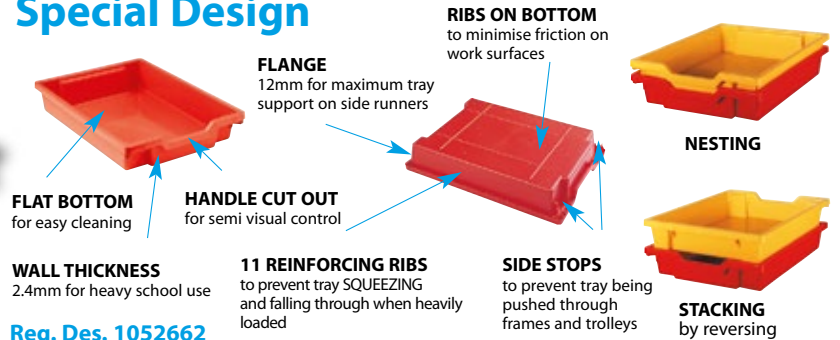 Special Design
RIBS ON BOTTOM
to minimise friction on
work surfaces
FLANGE
12mm for maximum tray
support on side runners
NESTING
FLAT BOTTOM
for easy cleaning
HANDLE CUT OUT
for semi visual control
WALL THICKNESS
2.4mm for heavy school use
11 REINFORCING RIBS
to prevent tray SQUEEZING
and falling through when heavily
loaded
SIDE STOPS
to prevent tray being
pushed through
frames and trolleys
STACKING
by reversing
Reg. Des. 1052662